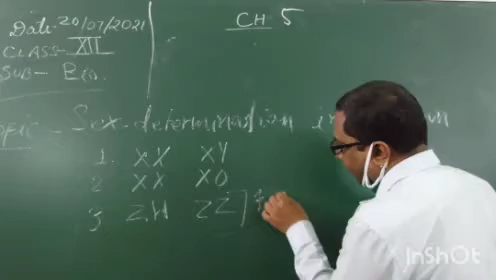 Date: 20/07/2021
CH 5
CLASS- XII
SUB - Bio.
Topic - Sex-determination in
1. XX XY
2 XX XO
3 ZW ZZ
InShOt